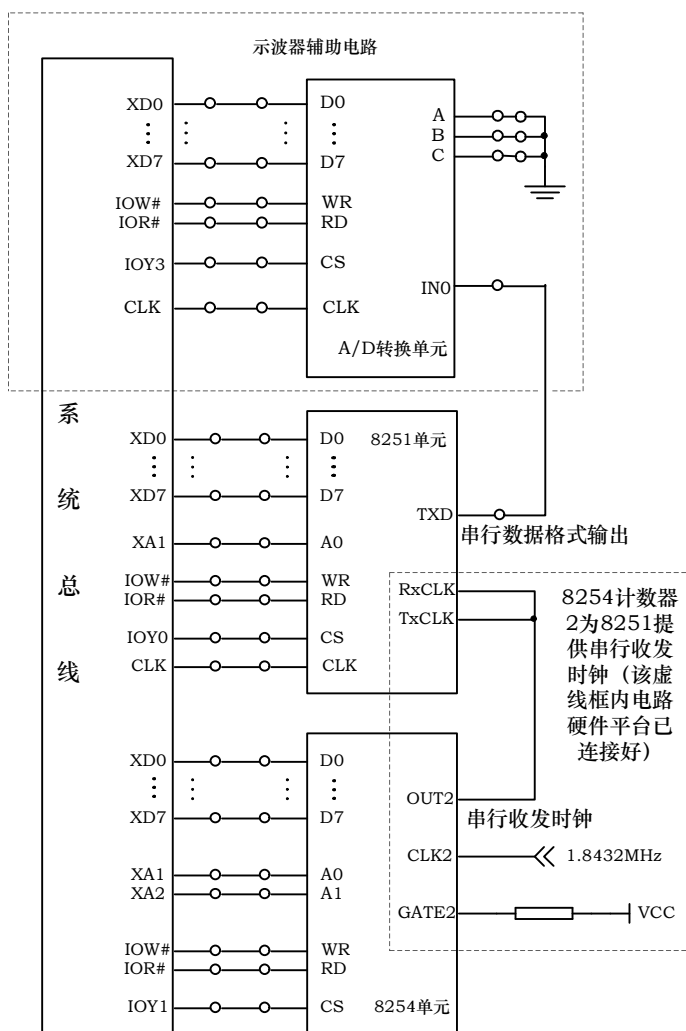 示波器辅助电路
XD0 D0
XD7 D7
IOW# WR
IOR# RD
IOY3 CS
CLK CLK
A
B
C
IN0
A/D转换单元
系
统
总
线
XD0 D0 8251单元
XD7 D7
TXD
串行数据格式输出
XA1 A0
IOW# WR
IOR# RD
IOY0 CS
CLK CLK
RxCLK
TxCLK
8254计数器
2为8251提
供串行收发
时钟（该虚
线框内电路
硬件平台已
连接好）
XD0 D0
XD7 D7
OUT2
串行收发时钟
CLK2 1.8432MHz
XA1 A0
XA2 A1
GATE2 VCC
IOW# WR
IOR# RD
IOY1 CS 8254单元